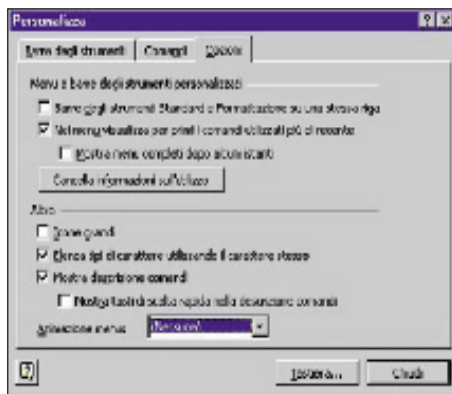 Personalizza
Barre degli strumenti Comandi Opzioni
Menu e barre degli strumenti personalizzati
Barre degli strumenti Standard e Formattazione su una stessa riga
Nel menu visualizza per primi i comandi utilizzati più di recente
Mostra menu completi dopo alcuni istanti
Cancella informazioni sull'utilizzo
Altro
Icone grandi
Elenca tipi di carattere utilizzando il carattere stesso
Mostra descrizione comandi
Mostra tasti di scelta rapida nella descrizione comandi
Animazione menu: (Nessuna)
Tastiera... Chiudi